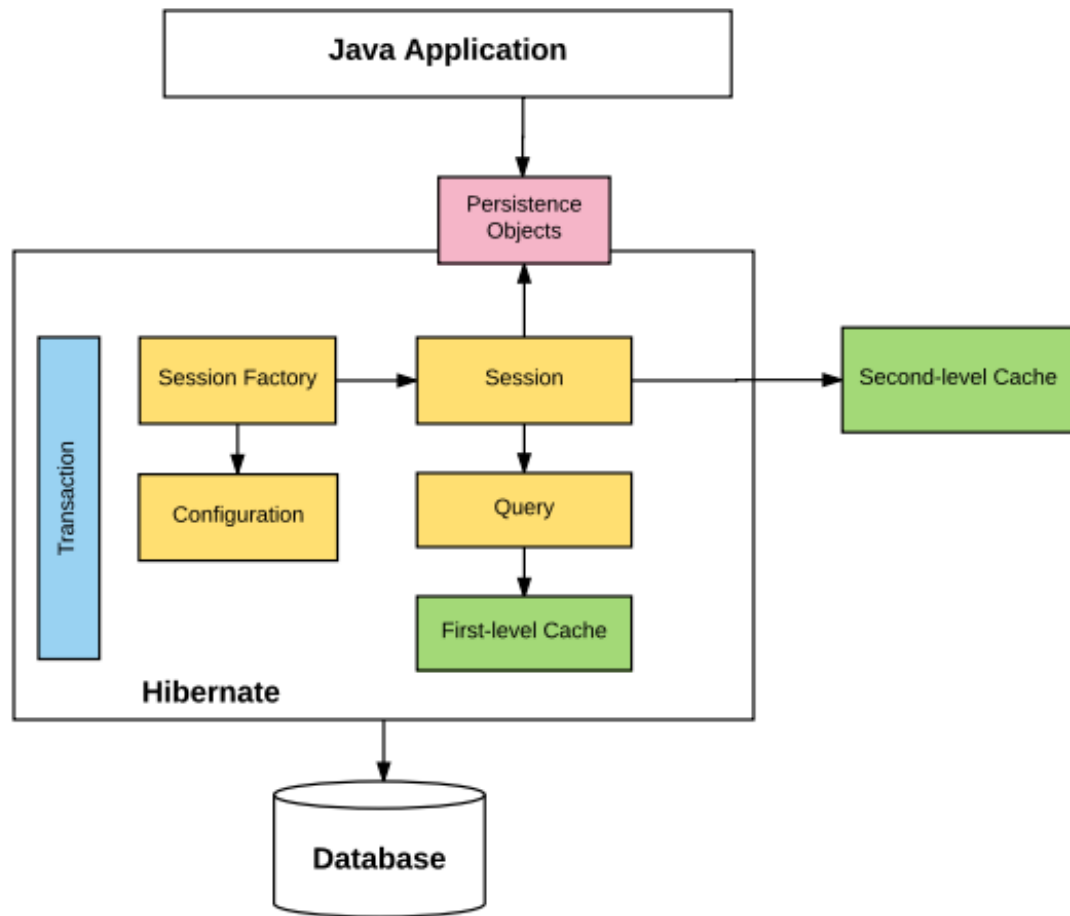 Java Application
Persistence
Objects
Session Factory
Session
Second-level Cache
Transaction
Configuration
Query
First-level Cache
Hibernate
Database